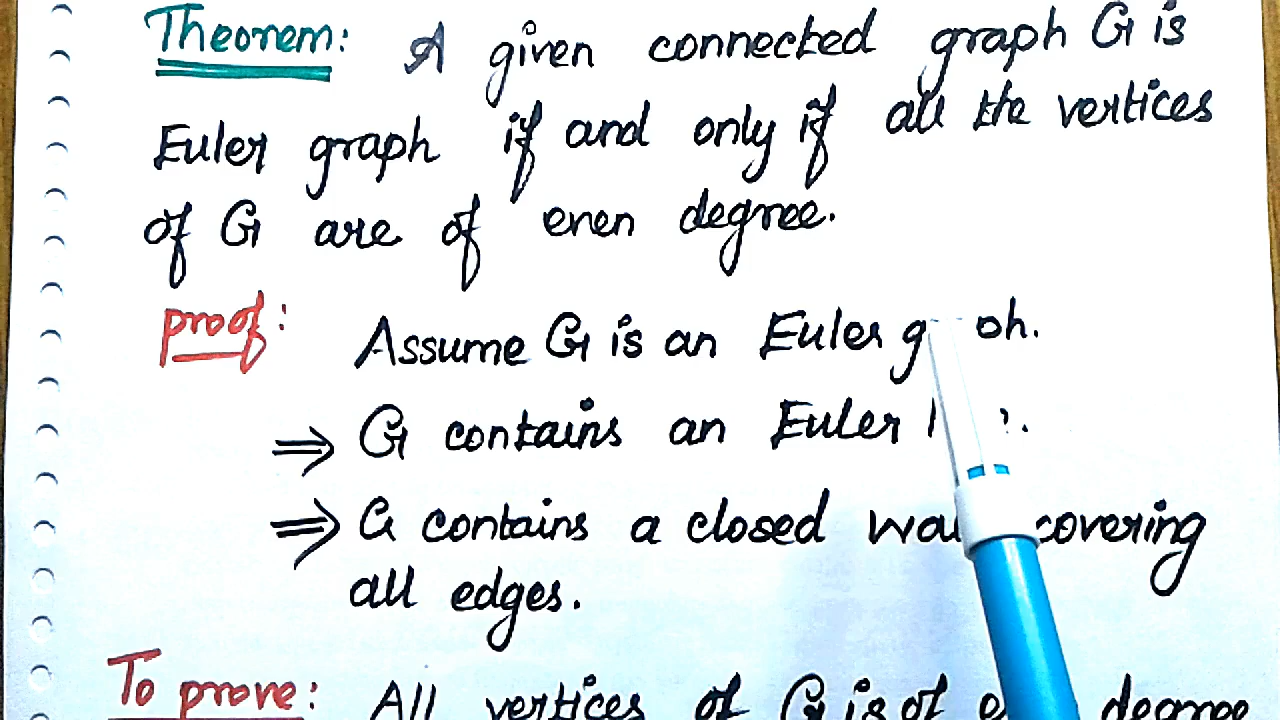 Theorem: A given connected graph G is
Euler graph if and only if all the vertices
of G are of even degree.
proof: Assume G is an Euler
⇒ G contains an Euler
⇒ G contains a closed covering
all edges.
To prove: All vertices of G is of degree